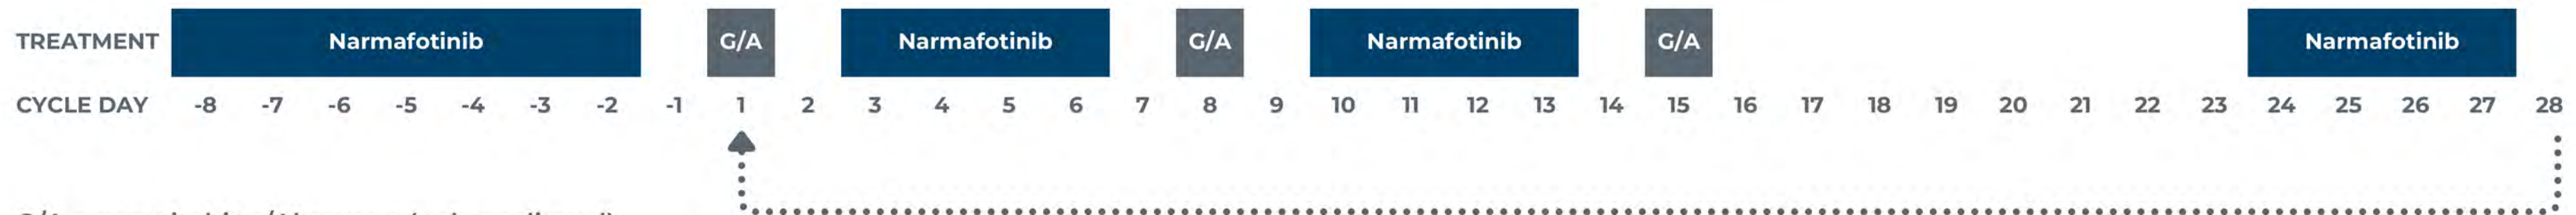 TREATMENT Narmafotinib G/A Narmafotinib G/A Narmafotinib G/A Narmafotinib
CYCLE DAY -8 -7 -6 -5 -4 -3 -2 -1 1 2 3 4 5 6 7 8 9 10 11 12 13 14 15 16 17 18 19 20 21 22 23 24 25 26 27 28